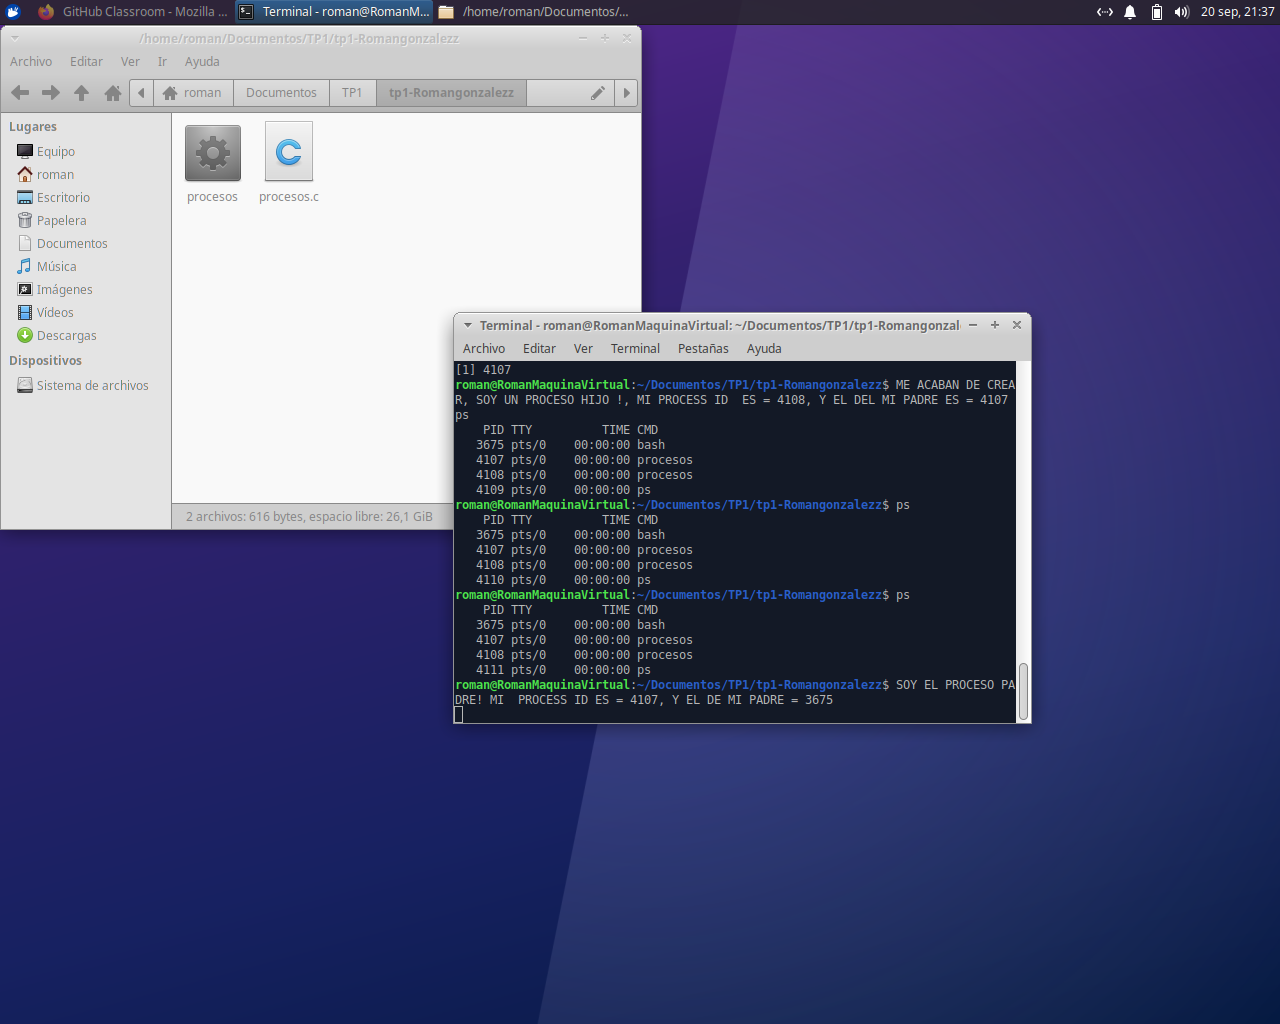 GitHub Classroom - Mozilla ...
Terminal - roman@RomanM...
/home/roman/Documentos/...
20 sep, 21:37
/home/roman/Documentos/TP1/tp1-Romangonzalezz
Archivo Editar Ver Ir Ayuda
roman Documentos TP1 tp1-Romangonzalezz
Lugares
Equipo
roman
Escritorio
Papelera
Documentos
Música
Imágenes
Vídeos
Descargas
Dispositivos
Sistema de archivos
procesos
procesos.c
2 archivos: 616 bytes, espacio libre: 26,1 GiB
Terminal - roman@RomanMaquinaVirtual: ~/Documentos/TP1/tp1-Romangonzal
Archivo Editar Ver Terminal Pestañas Ayuda
[1] 4107
roman@RomanMaquinaVirtual:~/Documentos/TP1/tp1-Romangonzalezz$ ME ACABAN DE CREA
R, SOY UN PROCESO HIJO !, MI PROCESS ID  ES = 4108, Y EL DEL MI PADRE ES = 4107
ps
    PID TTY          TIME CMD
   3675 pts/0    00:00:00 bash
   4107 pts/0    00:00:00 procesos
   4108 pts/0    00:00:00 procesos
   4109 pts/0    00:00:00 ps
roman@RomanMaquinaVirtual:~/Documentos/TP1/tp1-Romangonzalezz$ ps
    PID TTY          TIME CMD
   3675 pts/0    00:00:00 bash
   4107 pts/0    00:00:00 procesos
   4108 pts/0    00:00:00 procesos
   4110 pts/0    00:00:00 ps
roman@RomanMaquinaVirtual:~/Documentos/TP1/tp1-Romangonzalezz$ ps
    PID TTY          TIME CMD
   3675 pts/0    00:00:00 bash
   4107 pts/0    00:00:00 procesos
   4108 pts/0    00:00:00 procesos
   4111 pts/0    00:00:00 ps
roman@RomanMaquinaVirtual:~/Documentos/TP1/tp1-Romangonzalezz$ SOY EL PROCESO PA
DRE! MI  PROCESS ID ES = 4107, Y EL DE MI PADRE = 3675